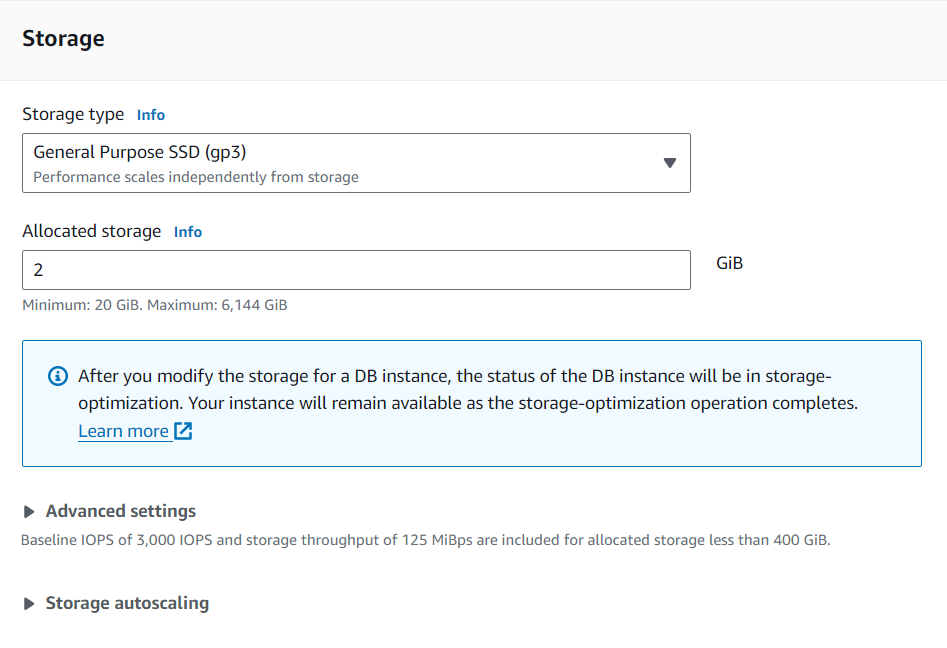 Storage
Storage type Info
General Purpose SSD (gp3)
Performance scales independently from storage
Allocated storage Info
2
GiB
Minimum: 20 GiB. Maximum: 6,144 GiB
After you modify the storage for a DB instance, the status of the DB instance will be in storage-
optimization. Your instance will remain available as the storage-optimization operation completes.
Learn more
Advanced settings
Baseline IOPS of 3,000 IOPS and storage throughput of 125 MiBps are included for allocated storage less than 400 GiB.
Storage autoscaling